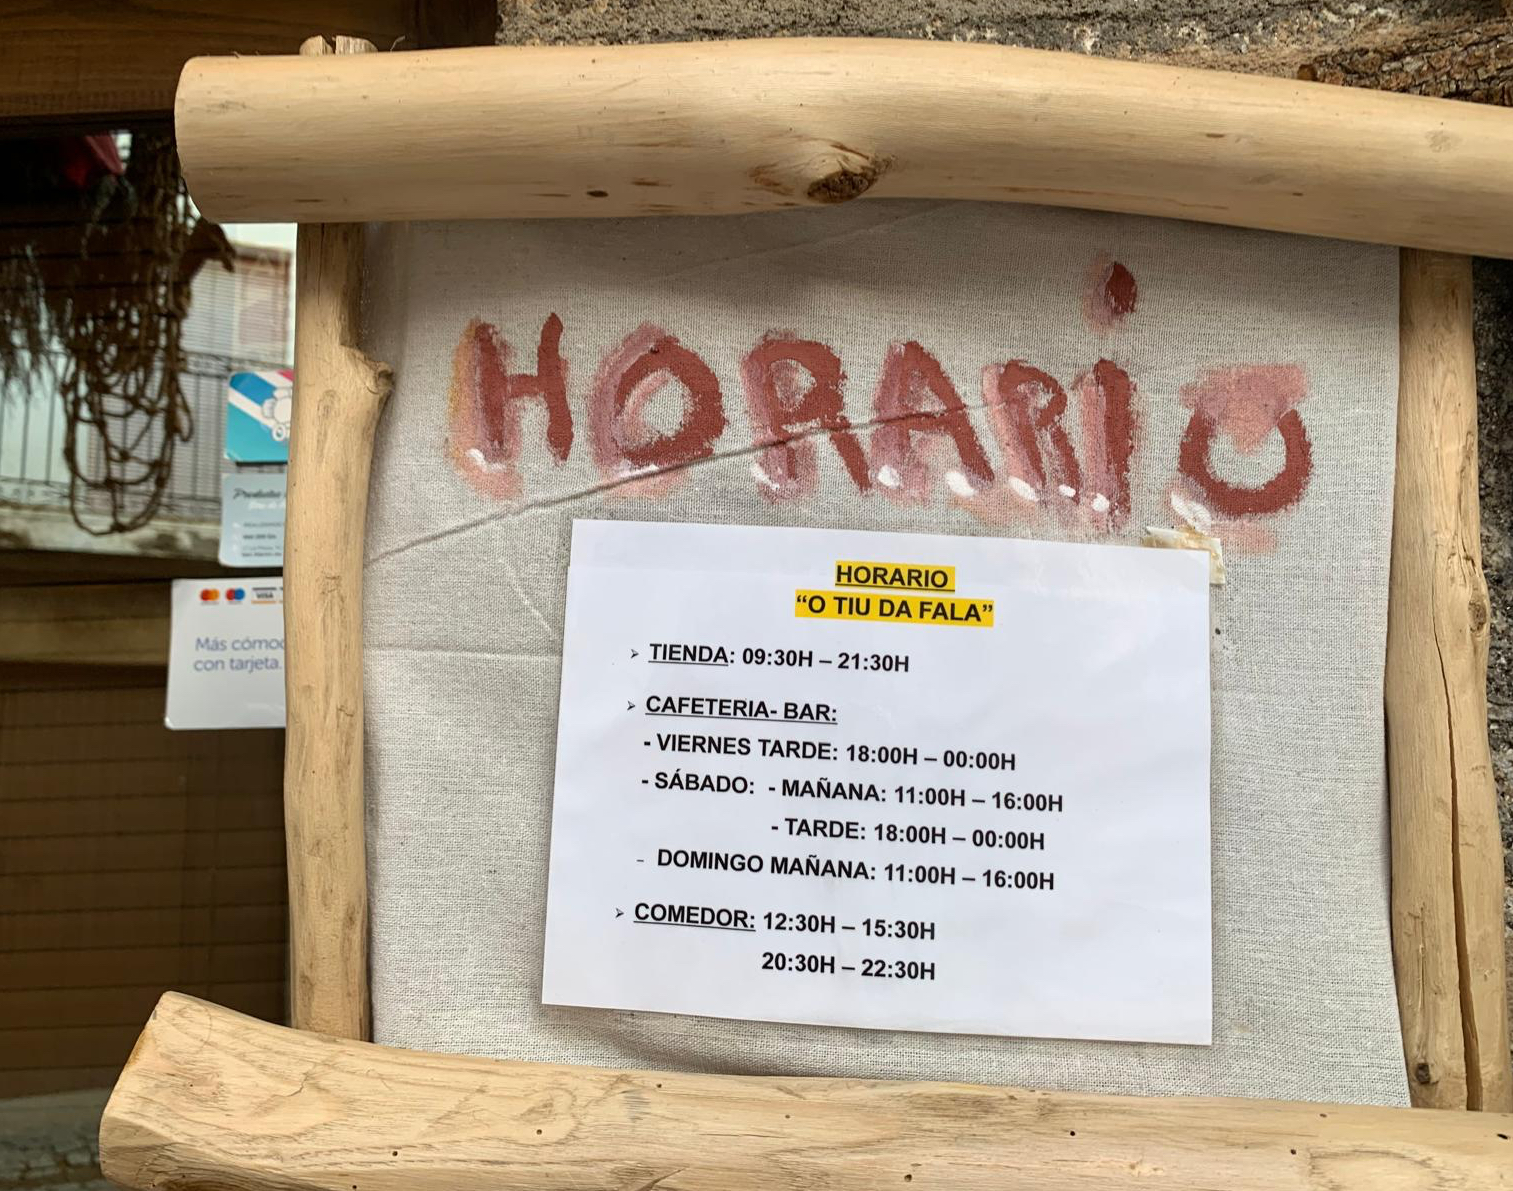 HORARIO
HORARIO
“O TIU DA FALA”
➢ TIENDA: 09:30H – 21:30H
➢ CAFETERIA- BAR:
- VIERNES TARDE: 18:00H – 00:00H
- SÁBADO: - MAÑANA: 11:00H – 16:00H
- TARDE: 18:00H – 00:00H
- DOMINGO MAÑANA: 11:00H – 16:00H
➢ COMEDOR: 12:30H – 15:30H
20:30H – 22:30H
VISA
Más cómo
con tarjeta.